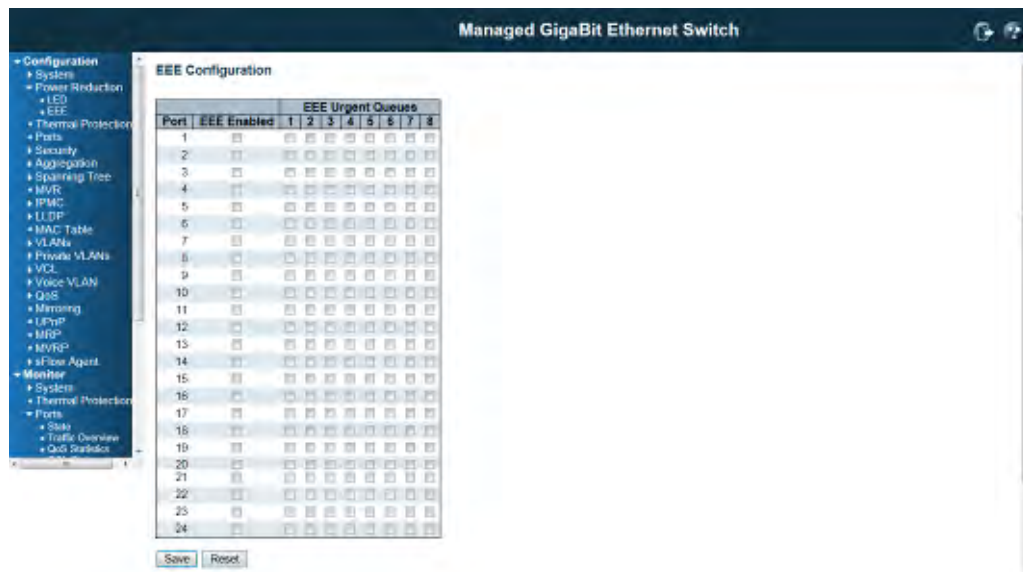 Managed GigaBit Ethernet Switch
Configuration
System
Power Reduction
LED
EEE
Thermal Protection
Ports
Security
Aggregation
Spanning Tree
MVR
IPMC
LLDP
MAC Table
VLANs
Private VLANs
VCL
Voice VLAN
QoS
Mirroring
UPnP
MRP
MVRP
sFlow Agent
Monitor
System
Thermal Protection
Ports
State
Traffic Overview
QoS Statistics
EEE Configuration
EEE Urgent Queues
Port EEE Enabled 1 2 3 4 5 6 7 8
1
2
3
4
5
6
7
8
9
10
11
12
13
14
15
16
17
18
19
20
21
22
23
24
Save Reset